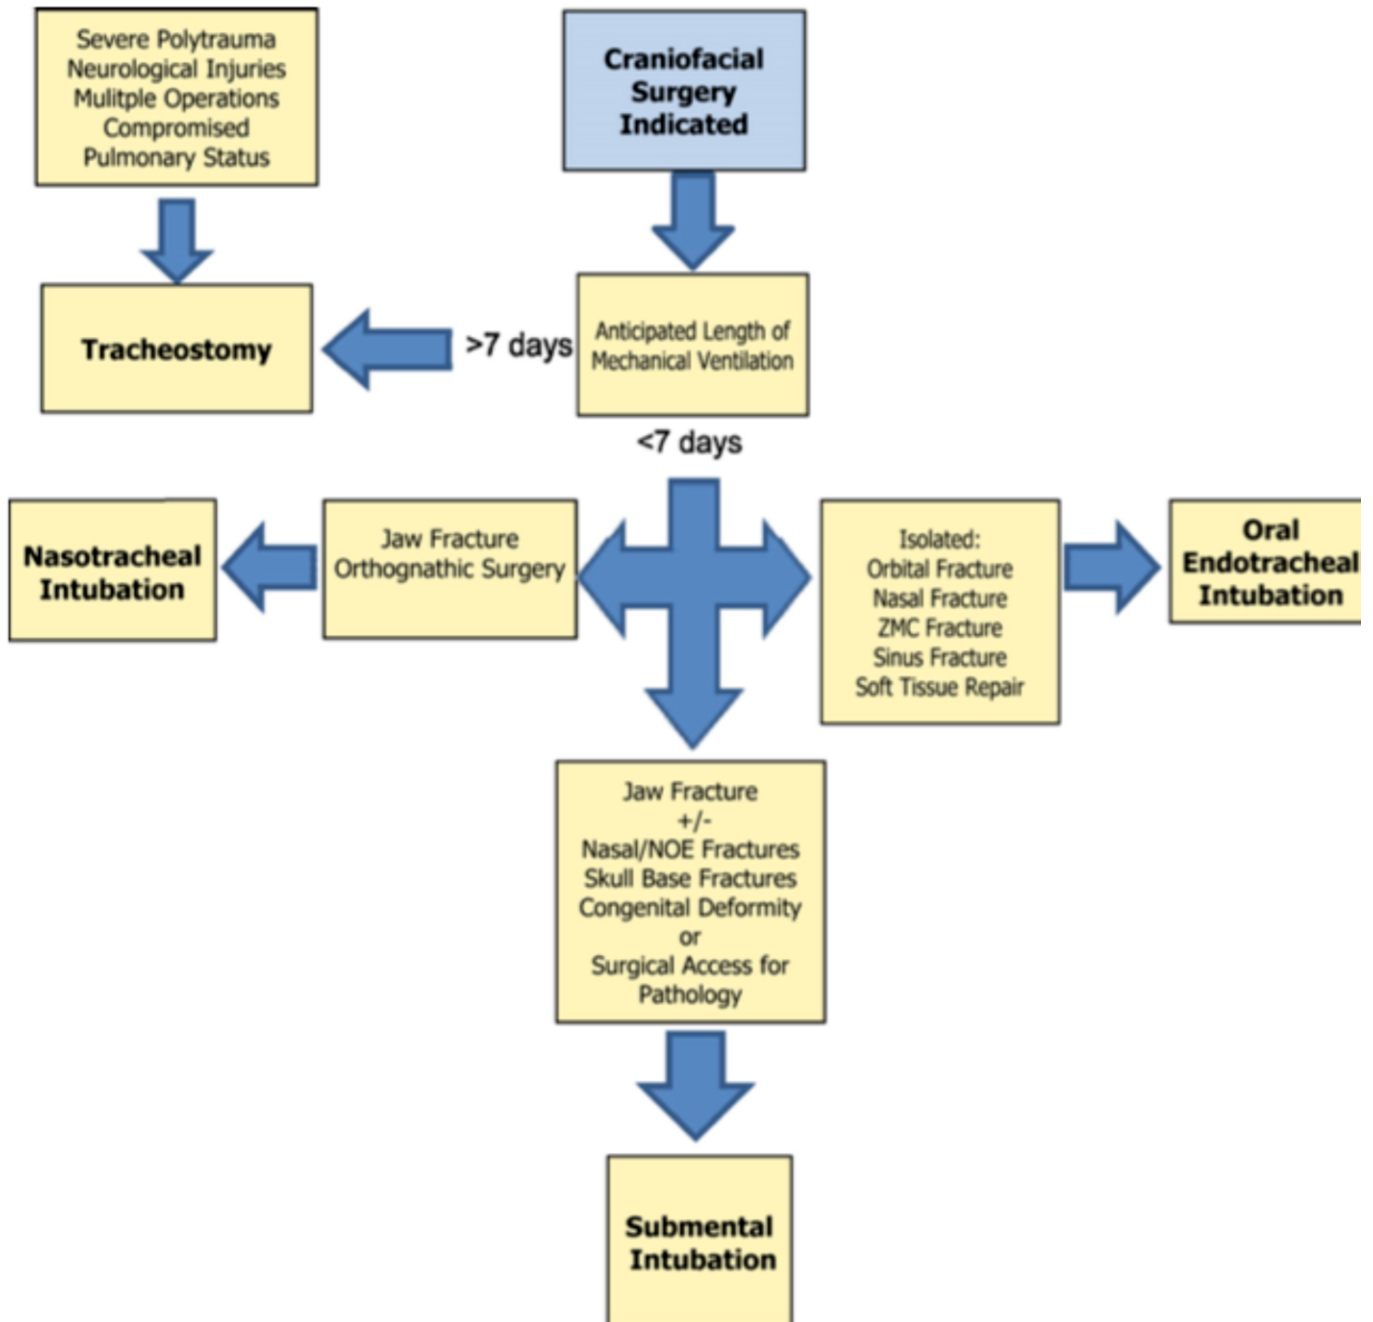 Severe Polytrauma
Neurological Injuries
Mulitple Operations
Compromised
Pulmonary Status
Craniofacial
Surgery
Indicated
Tracheostomy
>7 days
Anticipated Length of
Mechanical Ventilation
<7 days
Nasotracheal
Intubation
Jaw Fracture
Orthognathic Surgery
Isolated:
Orbital Fracture
Nasal Fracture
ZMC Fracture
Sinus Fracture
Soft Tissue Repair
Oral
Endotracheal
Intubation
Jaw Fracture
+/-
Nasal/NOE Fractures
Skull Base Fractures
Congenital Deformity
or
Surgical Access for
Pathology
Submental
Intubation